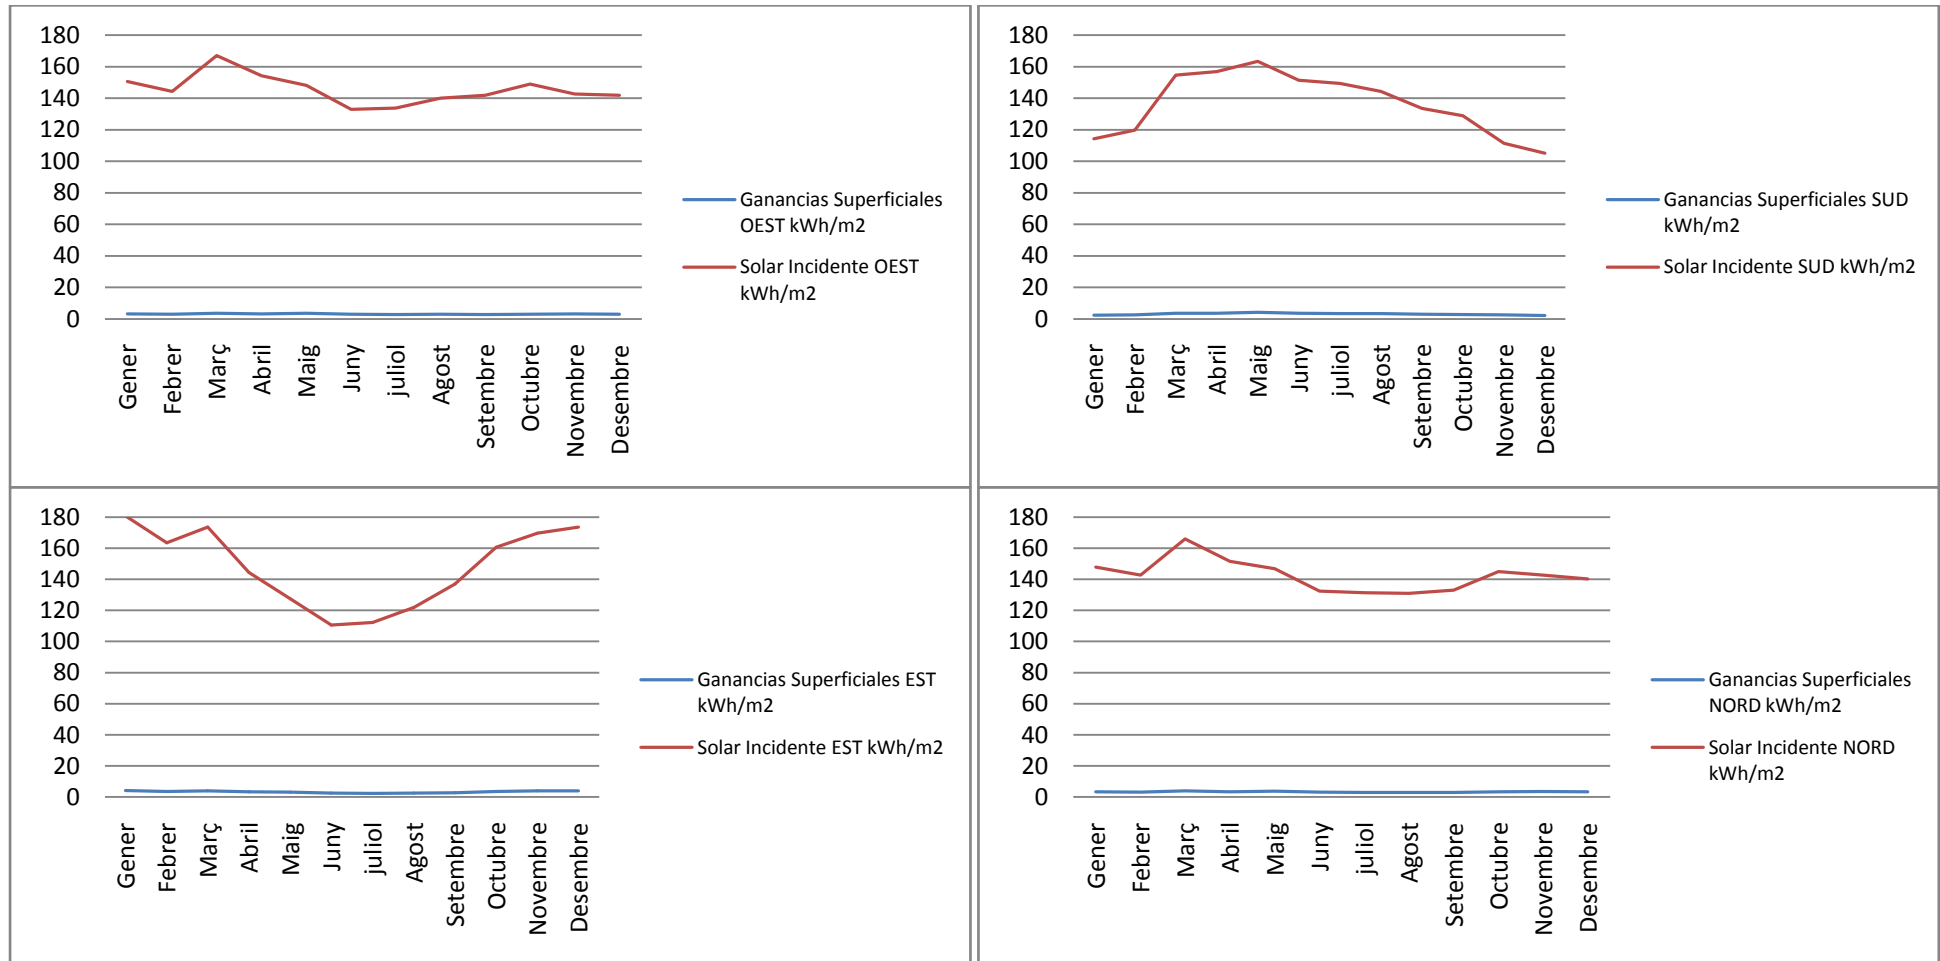 180
160
140
120
100
80
60
40
20
0
Gener
Febrer
Març
Abril
Maig
Juny
juliol
Agost
Setembre
Octubre
Novembre
Desembre
Ganancias Superficiales
OEST kWh/m2
Solar Incidente OEST
kWh/m2
180
160
140
120
100
80
60
40
20
0
Gener
Febrer
Març
Abril
Maig
Juny
juliol
Agost
Setembre
Octubre
Novembre
Desembre
Ganancias Superficiales SUD
kWh/m2
Solar Incidente SUD kWh/m2
180
160
140
120
100
80
60
40
20
0
Gener
Febrer
Març
Abril
Maig
Juny
juliol
Agost
Setembre
Octubre
Novembre
Desembre
Ganancias Superficiales EST
kWh/m2
Solar Incidente EST kWh/m2
180
160
140
120
100
80
60
40
20
0
Gener
Febrer
Març
Abril
Maig
Juny
juliol
Agost
Setembre
Octubre
Novembre
Desembre
Ganancias Superficiales
NORD kWh/m2
Solar Incidente NORD
kWh/m2